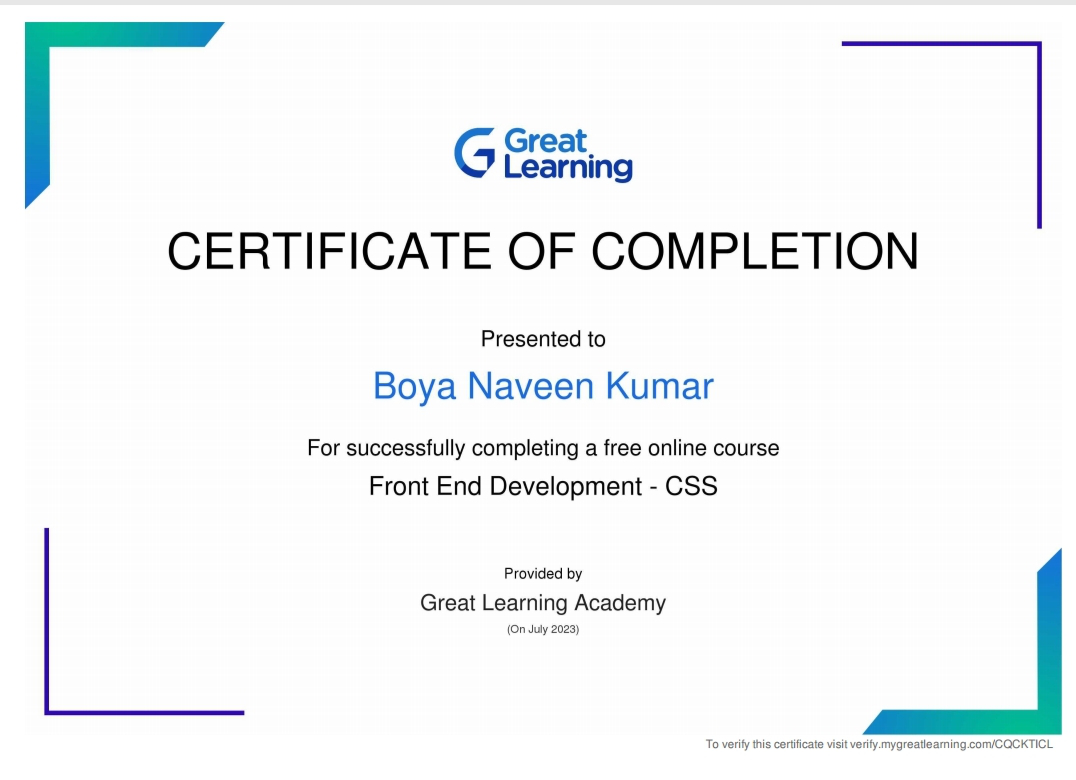 Great
Learning
CERTIFICATE OF COMPLETION
Presented to
Boya Naveen Kumar
For successfully completing a free online course
Front End Development - CSS
Provided by
Great Learning Academy
(On July 2023)
To verify this certificate visit verify.mygreatlearning.com/CQCKTICL